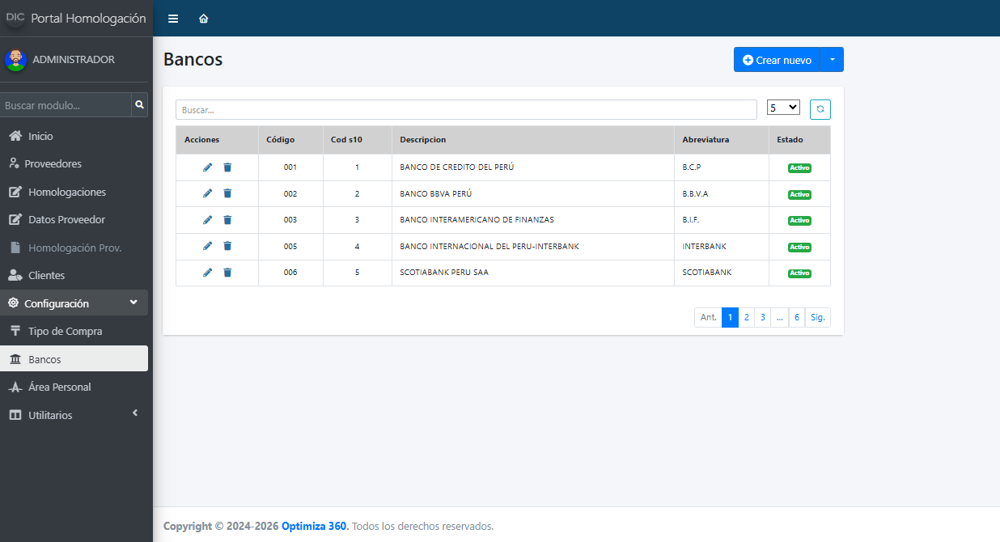 DIC Portal Homologación
ADMINISTRADOR
Buscar modulo...
Inicio
Proveedores
Homologaciones
Datos Proveedor
Homologación Prov.
Clientes
Configuración
Tipo de Compra
Bancos
Área Personal
Utilitarios
Bancos
Crear nuevo
Buscar...
5
Acciones Código Cod s10 Descripcion Abreviatura Estado
001 1 BANCO DE CREDITO DEL PERÚ B.C.P Activo
002 2 BANCO BBVA PERÚ B.B.V.A Activo
003 3 BANCO INTERAMERICANO DE FINANZAS B.I.F. Activo
005 4 BANCO INTERNACIONAL DEL PERU-INTERBANK INTERBANK Activo
006 5 SCOTIABANK PERU SAA SCOTIABANK Activo
Ant. 1 2 3 ... 6 Sig.
Copyright © 2024-2026 Optimiza 360. Todos los derechos reservados.